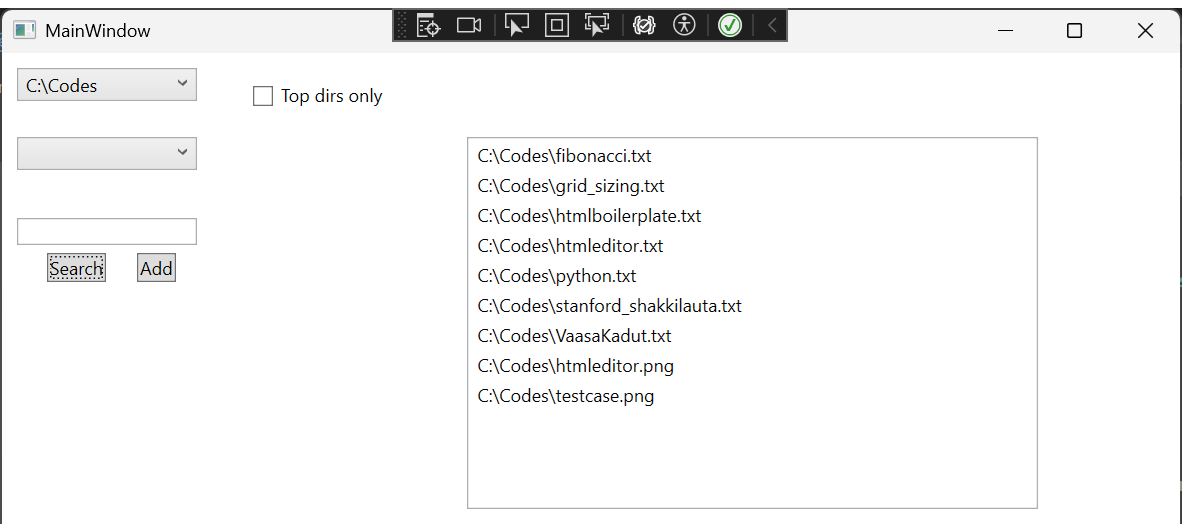 MainWindow
C:\Codes
Top dirs only
Search
Add
C:\Codes\fibonacci.txt
C:\Codes\grid_sizing.txt
C:\Codes\htmlboilerplate.txt
C:\Codes\htmleditor.txt
C:\Codes\python.txt
C:\Codes\stanford_shakkilauta.txt
C:\Codes\VaasaKadut.txt
C:\Codes\htmleditor.png
C:\Codes\testcase.png